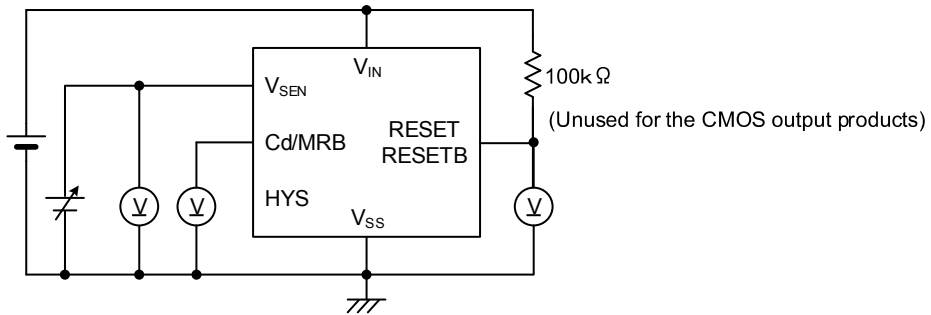 V_IN
V_SEN
100kΩ
(Unused for the CMOS output products)
Cd/MRB
RESET
RESETB
HYS
V
V
V
V_SS